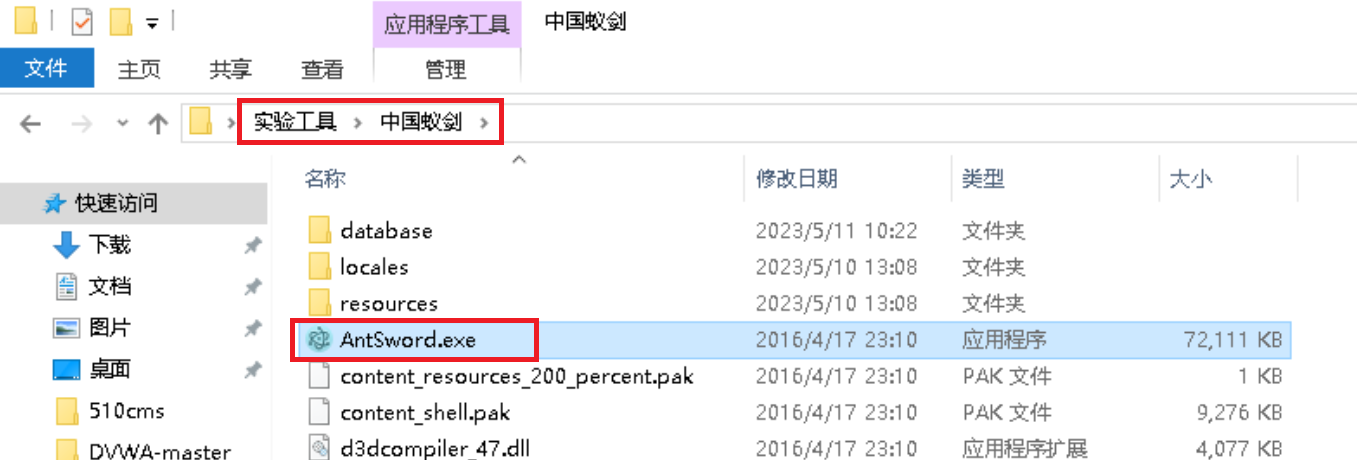 应用程序工具 中国蚁剑
文件 主页 共享 查看 管理
实验工具 中国蚁剑
名称 修改日期 类型 大小
快速访问
下载
文档
图片
桌面
510cms
DVWA-master
database 2023/5/11 10:22 文件夹
locales 2023/5/10 13:08 文件夹
resources 2023/5/10 13:08 文件夹
AntSword.exe 2016/4/17 23:10 应用程序 72,111 KB
content_resources_200_percent.pak 2016/4/17 23:10 PAK 文件 1 KB
content_shell.pak 2016/4/17 23:10 PAK 文件 9,276 KB
d3dcompiler_47.dll 2016/4/17 23:10 应用程序扩展 4,077 KB